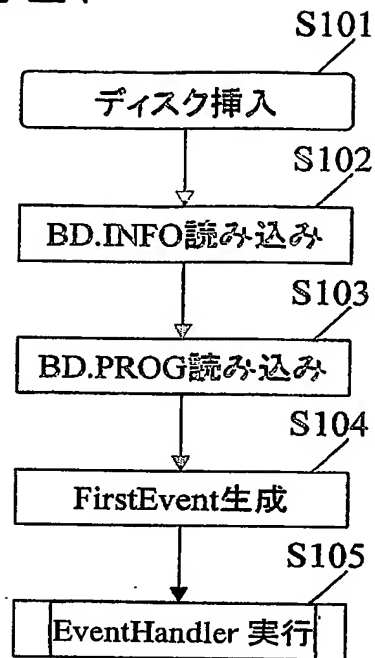 S101
ディスク挿入
S102
BD.INFO読み込み
S103
BD.PROG読み込み
S104
FirstEvent生成
S105
EventHandler 実行